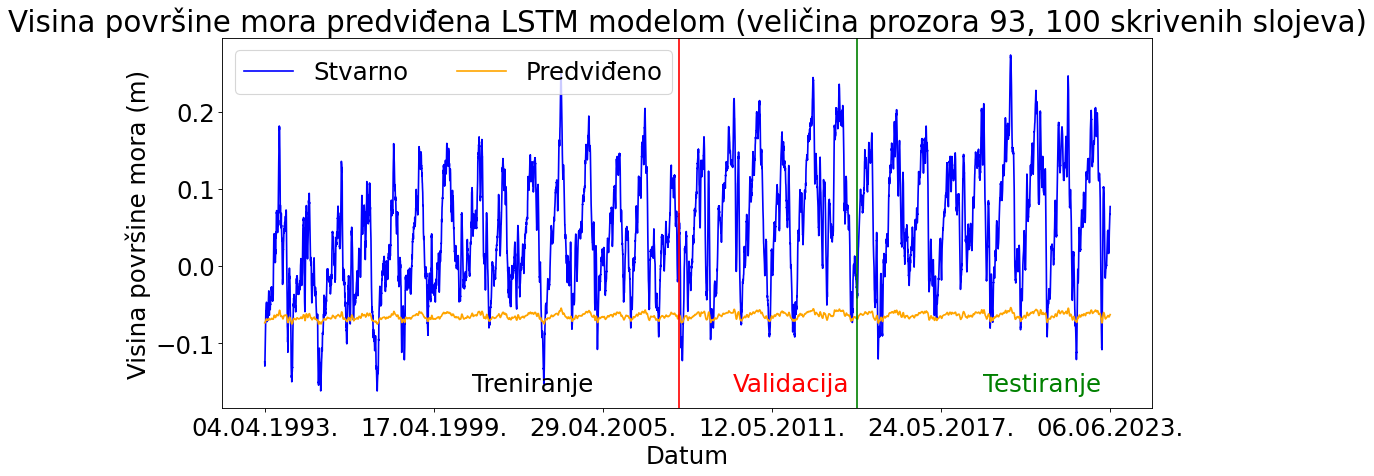 Visina površine mora predviđena LSTM modelom (veličina prozora 93, 100 skrivenih slojeva)
Stvarno
Predviđeno
Visina površine mora (m)
0.2
0.1
0.0
−0.1
Treniranje
Validacija
Testiranje
04.04.1993.
17.04.1999.
29.04.2005.
12.05.2011.
24.05.2017.
06.06.2023.
Datum